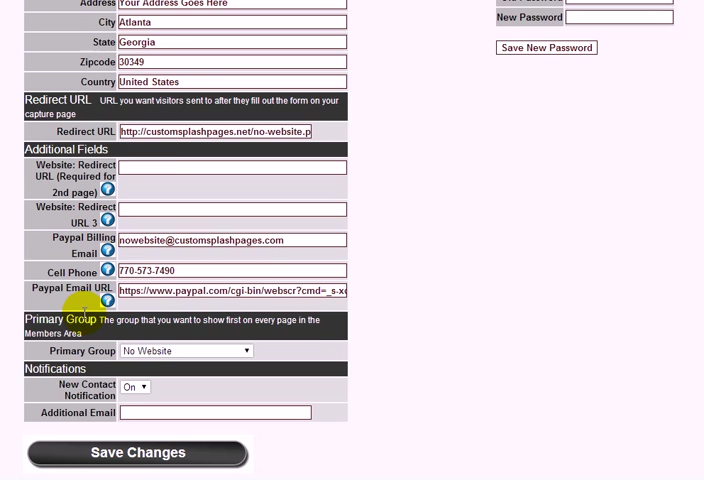 Address Your Address Goes Here
City Atlanta
State Georgia
Zipcode 30349
Country United States
Redirect URL URL you want visitors sent to after they fill out the form on your
capture page
Redirect URL http://customsplashpages.net/no-website.p
Additional Fields
Website: Redirect
URL (Required for
2nd page) ?
Website: Redirect
URL 3 ?
Paypal Billing
Email ? nowebsite@customsplashpages.com
Cell Phone ? 770-573-7490
Paypal Email URL https://www.paypal.com/cgi-bin/webscr?cmd=_s-x
?
Primary Group The group that you want to show first on every page in the
Members Area
Primary Group No Website
Notifications
New Contact
Notification On
Additional Email
Save Changes
New Password
Save New Password